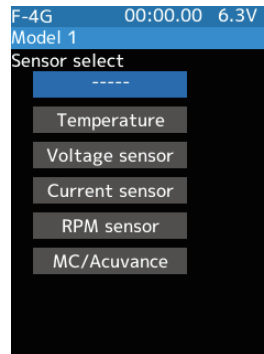 F-4G 00:00.00 6.3V
Model 1
Sensor select
-----
Temperature
Voltage sensor
Current sensor
RPM sensor
MC/Acuvance